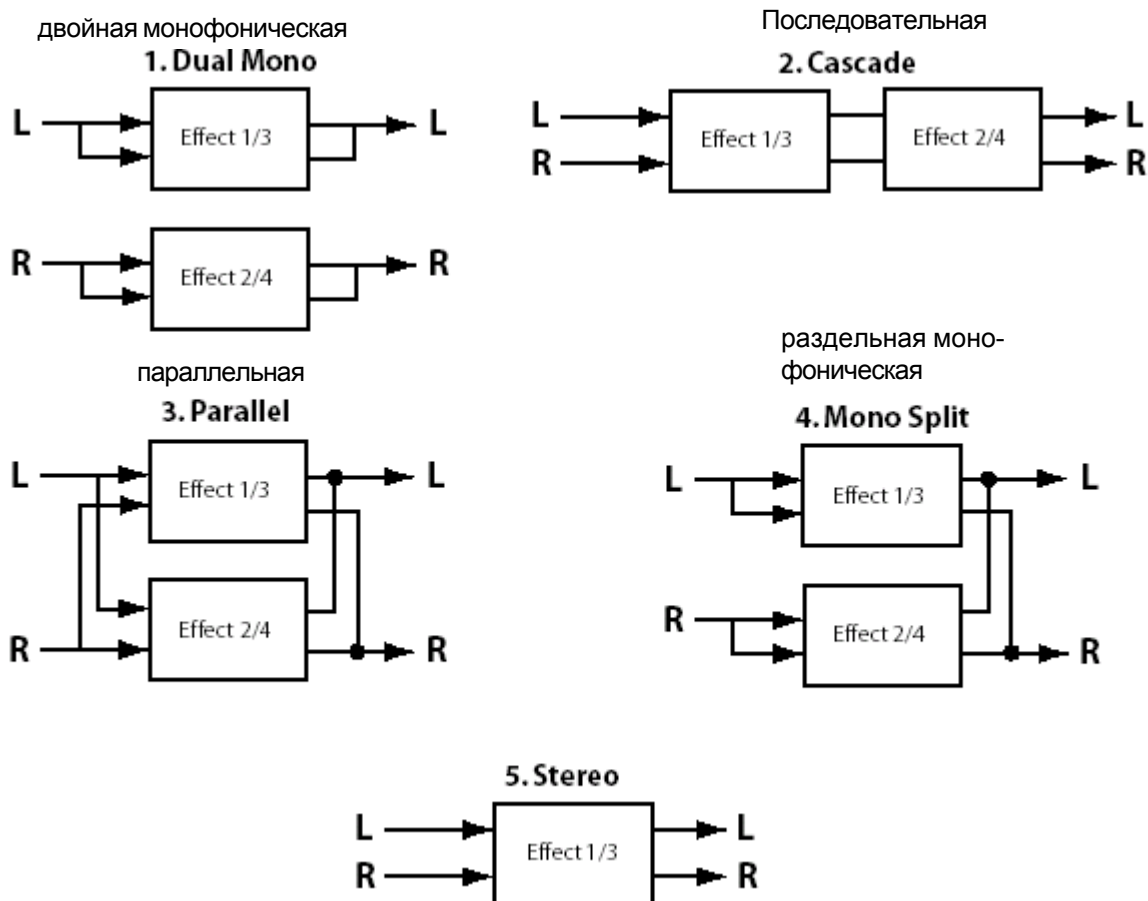 двойная монофоническая
1. Dual Mono
L
Effect 1/3
L
R
Effect 2/4
R
Последовательная
2. Cascade
L
R
Effect 1/3
Effect 2/4
L
R
параллельная
3. Parallel
L
Effect 1/3
L
R
Effect 2/4
R
раздельная моно-
фоническая
4. Mono Split
L
Effect 1/3
L
R
Effect 2/4
R
5. Stereo
L
R
Effect 1/3
L
R